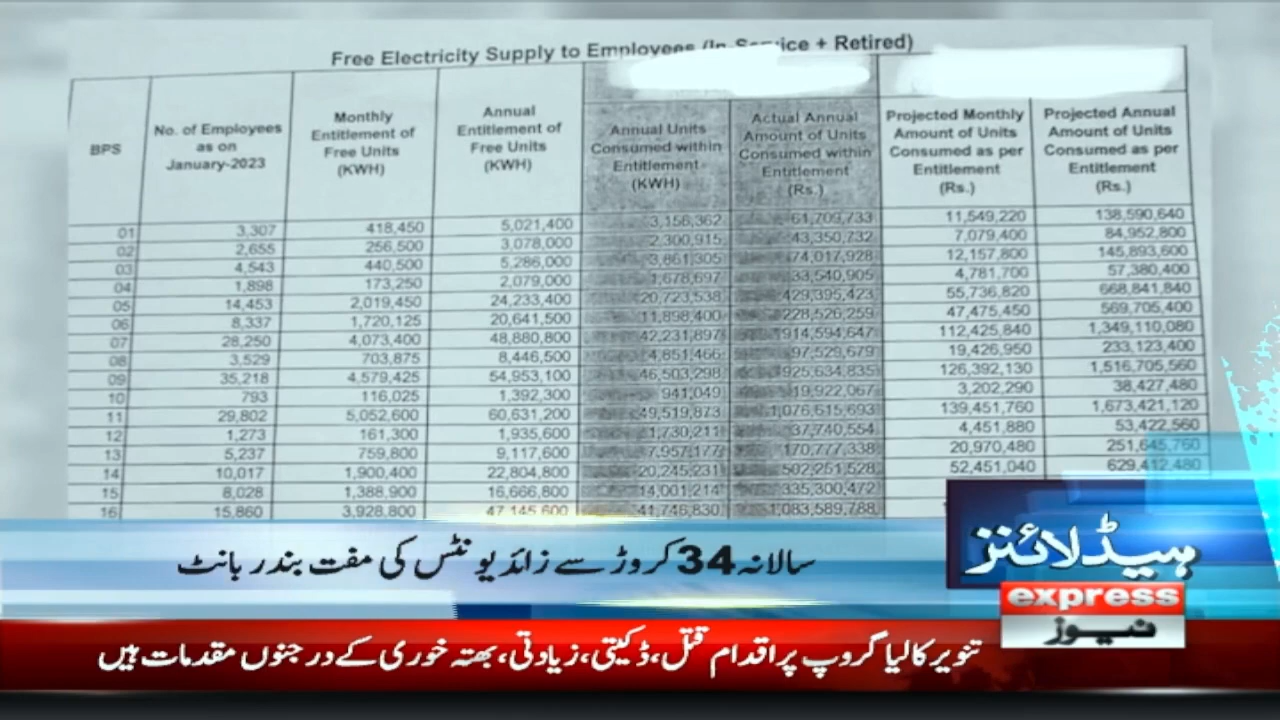 Free Electricity Supply to Employees (In-Service + Retired)
BPS | No. of Employees as on January-2023 | Monthly Entitlement of Free Units (KWH) | Annual Entitlement of Free Units (KWH) | Annual Units Consumed within Entitlement (KWH) | Actual Annual Amount of Units Consumed within Entitlement (Rs.) | Projected Monthly Amount of Units Consumed as per Entitlement (Rs.) | Projected Annual Amount of Units Consumed as per Entitlement (Rs.)
01 3,307 418,450 5,021,400 3,156,362 61,709,733 11,549,220 138,590,640
02 2,655 256,500 3,078,000 2,300,915 43,350,732 7,079,400 84,952,800
03 4,543 440,500 5,286,000 3,861,305 74,017,928 12,157,800 145,893,600
04 1,898 173,250 2,079,000 1,678,697 33,540,905 4,781,700 57,380,400
05 14,453 2,019,450 24,233,400 20,723,538 429,395,423 55,736,820 668,841,840
06 8,337 1,720,125 20,641,500 11,898,400 228,526,259 47,475,450 569,705,400
07 28,250 4,073,400 48,880,800 42,231,897 914,594,647 112,425,840 1,349,110,080
08 3,529 703,875 8,446,500 4,851,466 97,529,679 19,426,950 233,123,400
09 35,218 4,579,425 54,953,100 46,503,298 925,634,835 126,392,130 1,516,705,560
10 793 116,025 1,392,300 941,049 19,922,067 3,202,290 38,427,480
11 29,802 5,052,600 60,631,200 49,519,873 1,076,615,693 139,451,760 1,673,421,120
12 1,273 161,300 1,935,600 1,730,211 37,740,554 4,451,880 53,422,560
13 5,237 759,800 9,117,600 7,957,177 170,777,338 20,970,480 251,645,760
14 10,017 1,900,400 22,804,800 20,245,231 502,251,528 52,451,040 629,412,480
15 8,028 1,388,900 16,666,800 14,001,214 335,300,472
16 15,860 3,928,800 47,145,600 41,746,830 1,083,589,788
ہیڈلائنز
سالانہ 34 کروڑ سے زائد یونٹس کی مفت بندر بانٹ
express
نیوز
تنویر کالیا گروپ پر اقدام قتل، ڈکیتی، زیادتی، بھتہ خوری کے درجنوں مقدمات ہیں